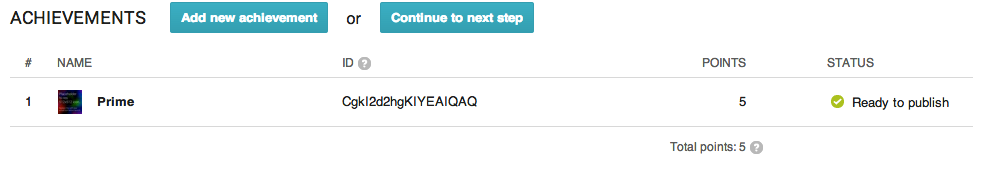 ACHIEVEMENTS Add new achievement or Continue to next step
# NAME ID ? POINTS STATUS
1 Prime CgkI2d2hgKIYEAIQAQ 5 Ready to publish
Total points: 5 ?